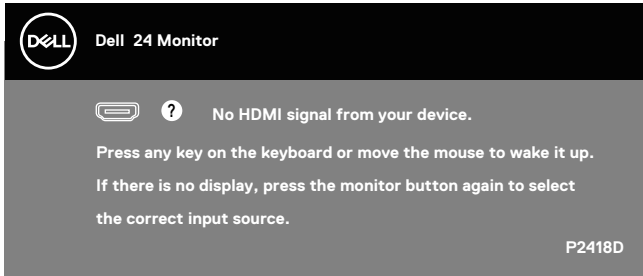 DELL
Dell 24 Monitor
? No HDMI signal from your device.
Press any key on the keyboard or move the mouse to wake it up.
If there is no display, press the monitor button again to select
the correct input source.
P2418D